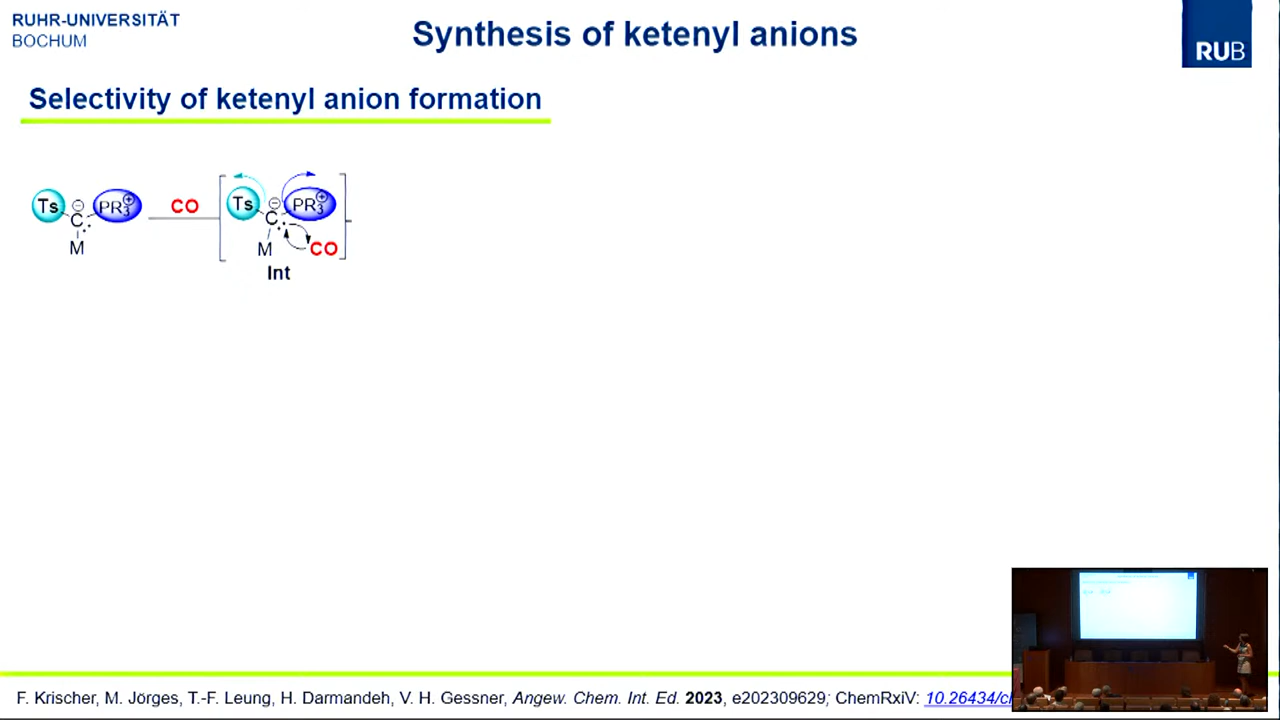 RUHR-UNIVERSITÄT
BOCHUM
Synthesis of ketenyl anions
RUB
Selectivity of ketenyl anion formation
Ts ⊖ C PR3 ⊕ M
CO
Ts ⊖ C PR3 ⊕ M CO
Int
F. Krischer, M. Jörges, T.-F. Leung, H. Darmandeh, V. H. Gessner, Angew. Chem. Int. Ed. 2023, e202309629; ChemRxiV: 10.26434/